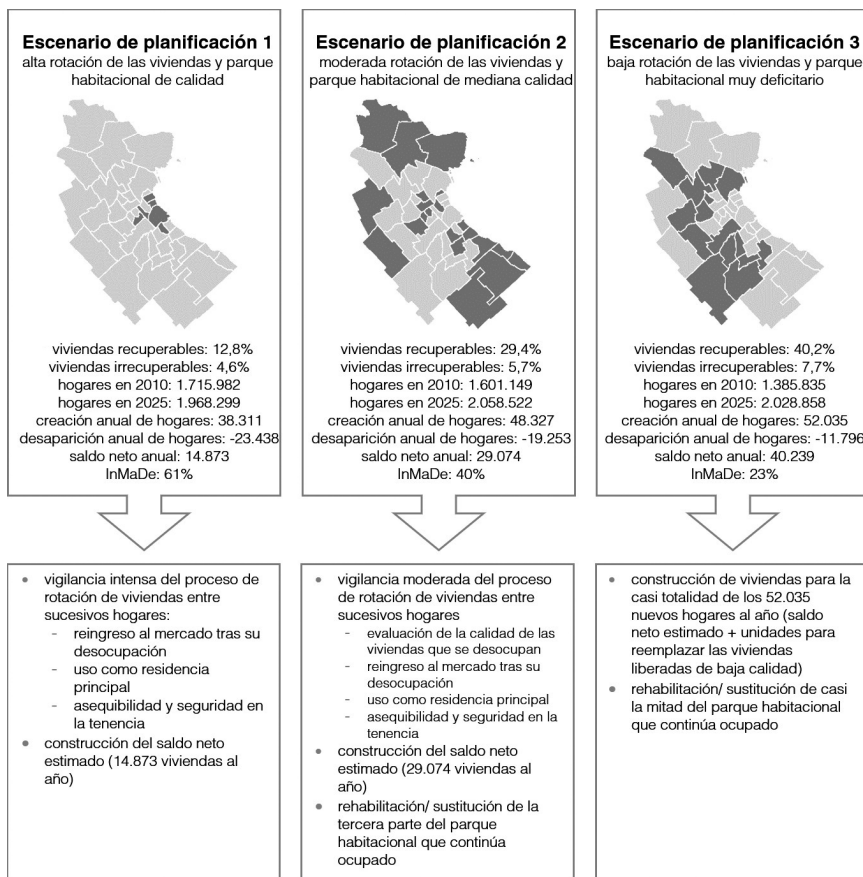 Escenario de planificación 1
alta rotación de las viviendas y parque
habitacional de calidad
viviendas recuperables: 12,8%
viviendas irrecuperables: 4,6%
hogares en 2010: 1.715.982
hogares en 2025: 1.968.299
creación anual de hogares: 38.311
desaparición anual de hogares: -23.438
saldo neto anual: 14.873
InMaDe: 61%
• vigilancia intensa del proceso de
rotación de viviendas entre
sucesivos hogares:
- reingreso al mercado tras su
desocupación
- uso como residencia
principal
- asequibilidad y seguridad en
la tenencia
• construcción del saldo neto
estimado (14.873 viviendas al
año)
Escenario de planificación 2
moderada rotación de las viviendas y
parque habitacional de mediana calidad
viviendas recuperables: 29,4%
viviendas irrecuperables: 5,7%
hogares en 2010: 1.601.149
hogares en 2025: 2.058.522
creación anual de hogares: 48.327
desaparición anual de hogares: -19.253
saldo neto anual: 29.074
InMaDe: 40%
• vigilancia moderada del proceso
de rotación de viviendas entre
sucesivos hogares
- evaluación de la calidad de las
viviendas que se desocupan
- reingreso al mercado tras su
desocupación
- uso como residencia principal
- asequibilidad y seguridad en la
tenencia
• construcción del saldo neto
estimado (29.074 viviendas al
año)
• rehabilitación/ sustitución de la
tercera parte del parque
habitacional que continúa
ocupado
Escenario de planificación 3
baja rotación de las viviendas y parque
habitacional muy deficitario
viviendas recuperables: 40,2%
viviendas irrecuperables: 7,7%
hogares en 2010: 1.385.835
hogares en 2025: 2.028.858
creación anual de hogares: 52.035
desaparición anual de hogares: -11.796
saldo neto anual: 40.239
InMaDe: 23%
• construcción de viviendas para la
casi totalidad de los 52.035
nuevos hogares al año (saldo
neto estimado + unidades para
reemplazar las viviendas
liberadas de baja calidad)
• rehabilitación/ sustitución de casi
la mitad del parque habitacional
que continúa ocupado